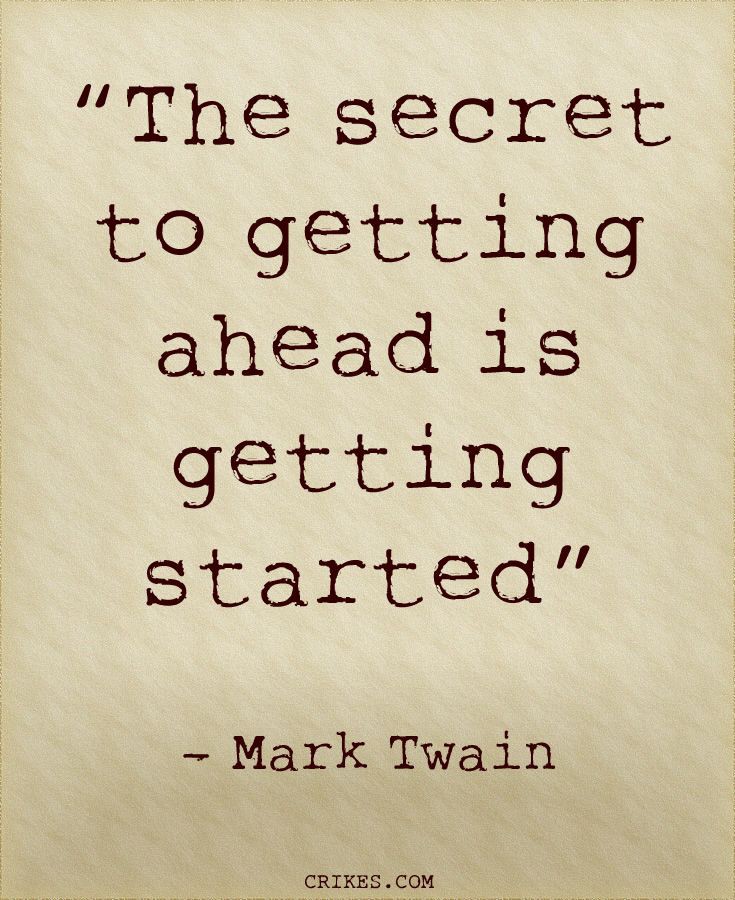 “The secret
to getting
ahead is
getting
started”
- Mark Twain
CRIKES.COM